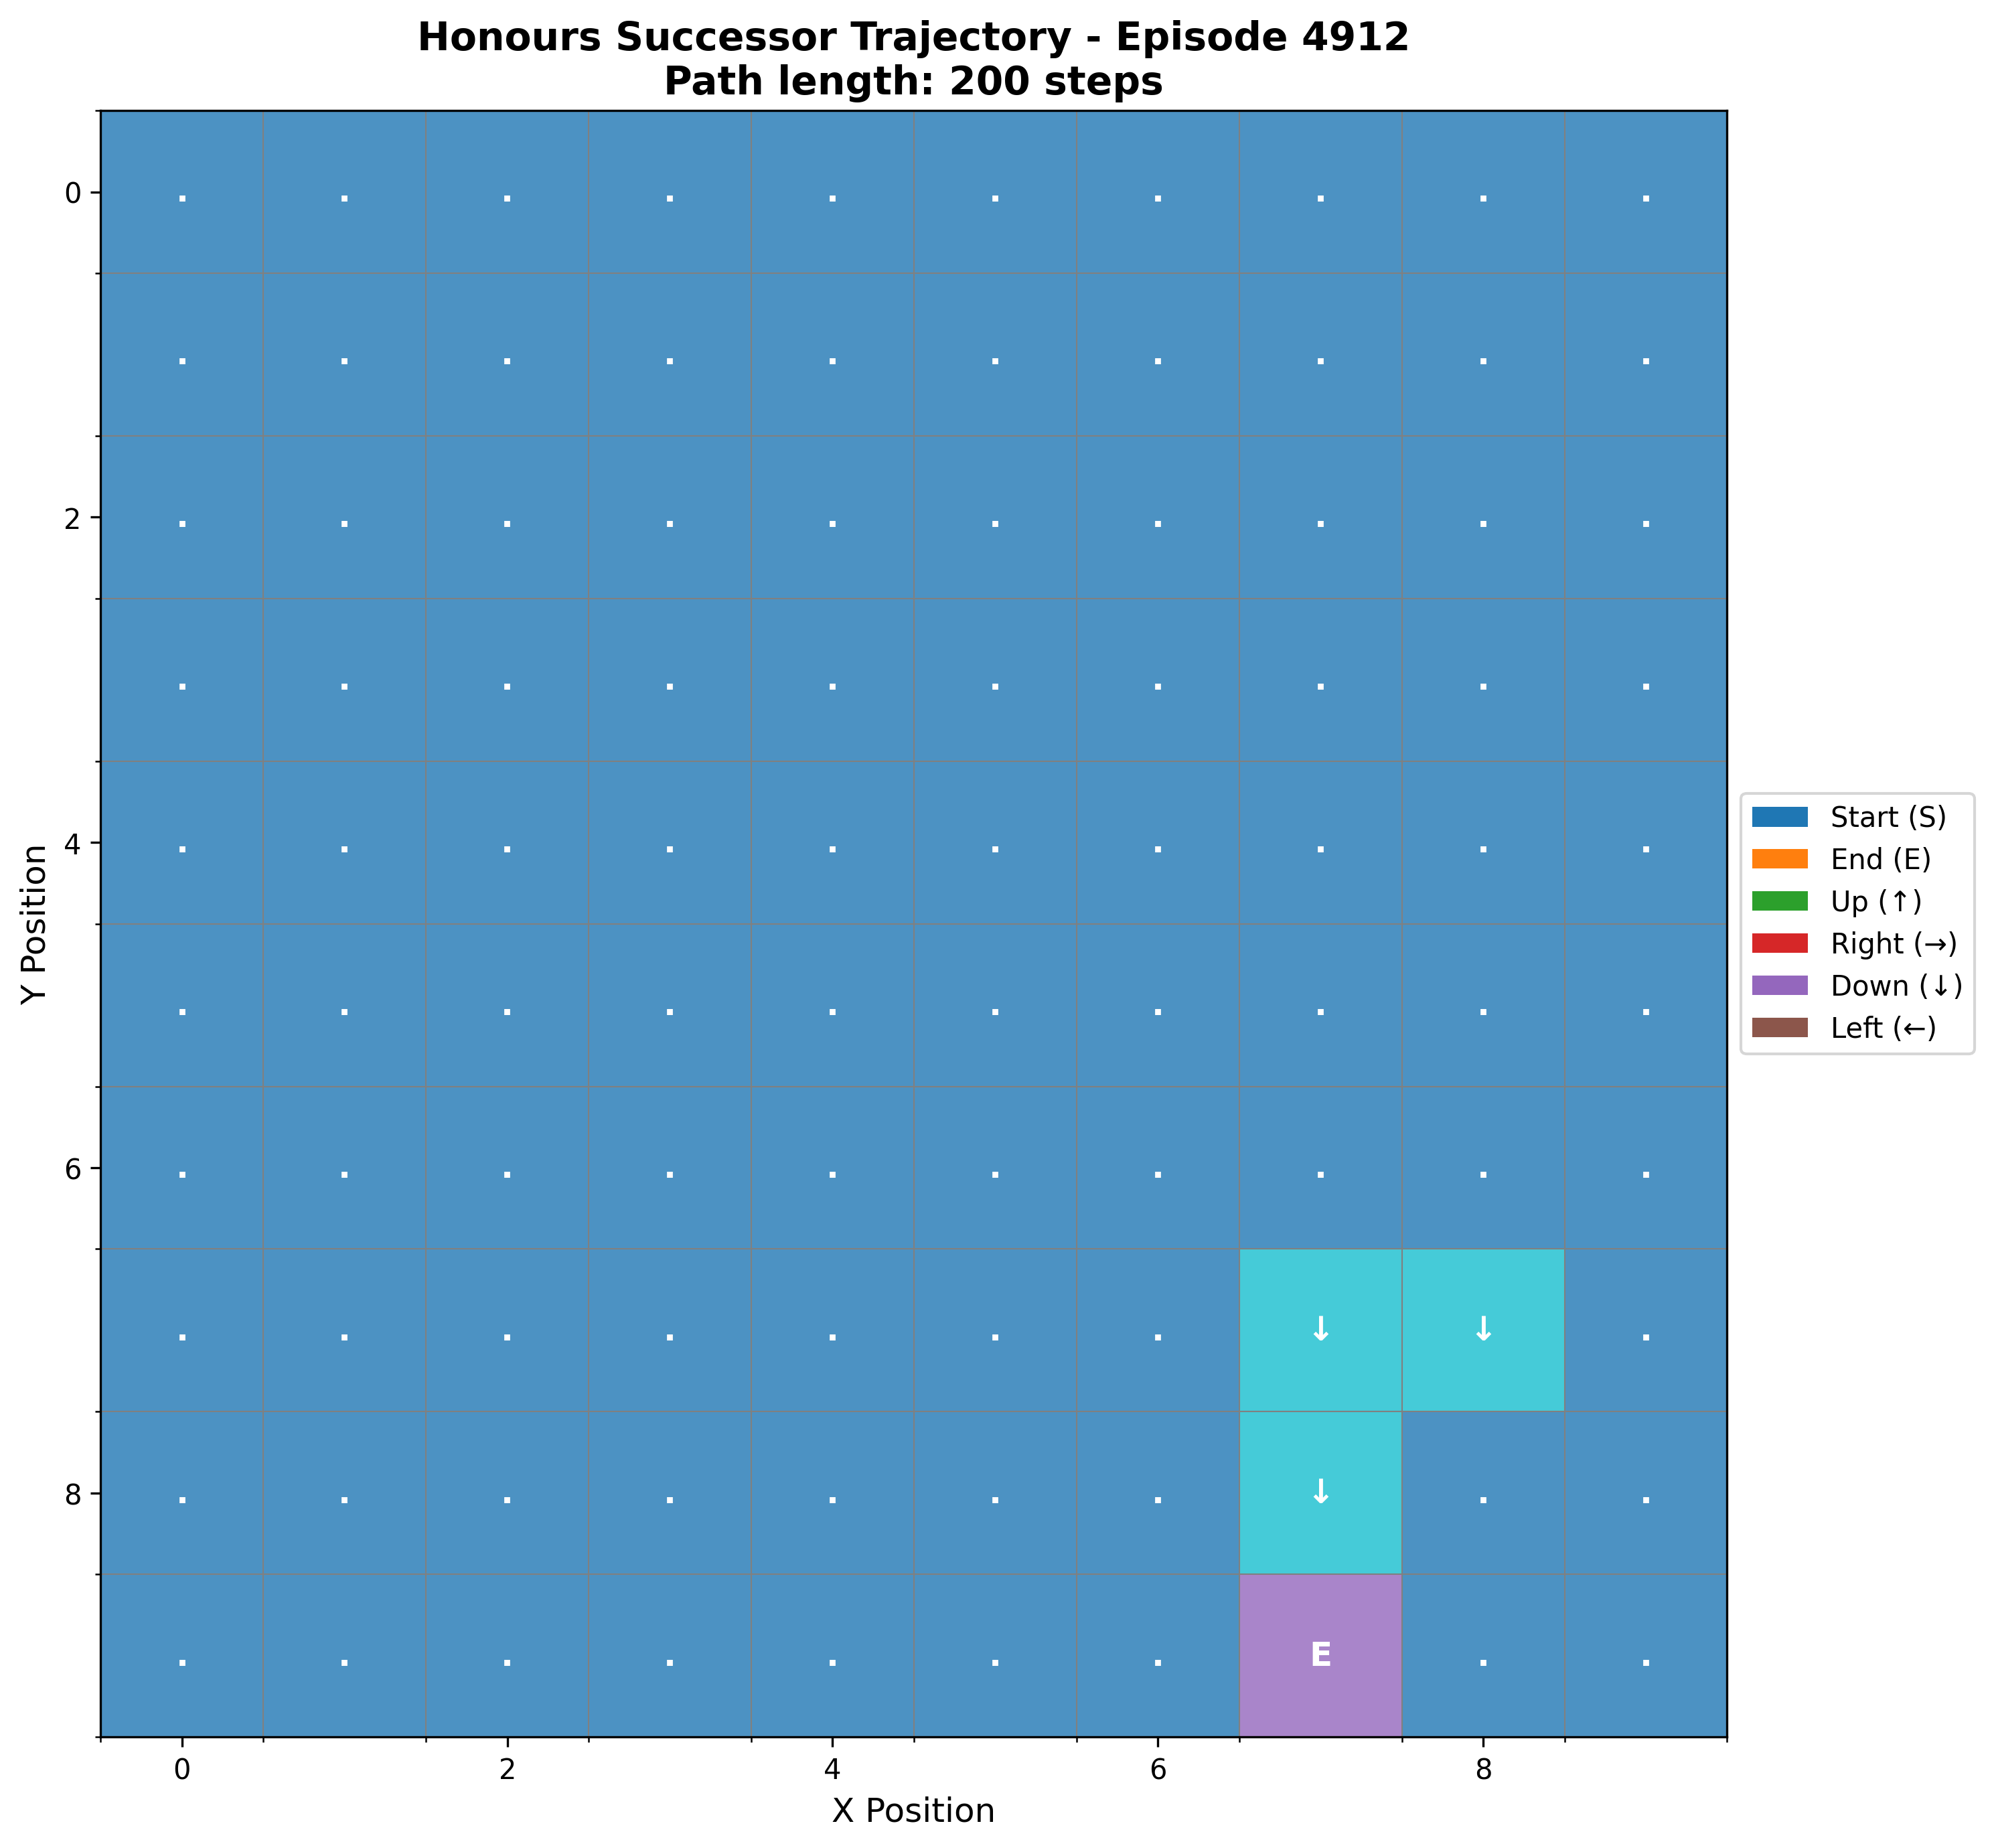 Honours Successor Trajectory - Episode 4912
Path length: 200 steps
0
2
4
6
8
Y Position
↓ ↓
↓
E
0 2 4 6 8
X Position
Start (S)
End (E)
Up (↑)
Right (→)
Down (↓)
Left (←)